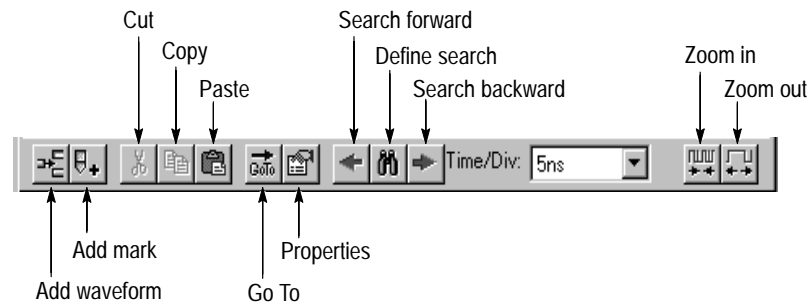 Cut
Search forward
Copy
Define search
Zoom in
Paste
Search backward
Zoom out
GoTo
Time/Div:
5ns
Add mark
Properties
Add waveform
Go To